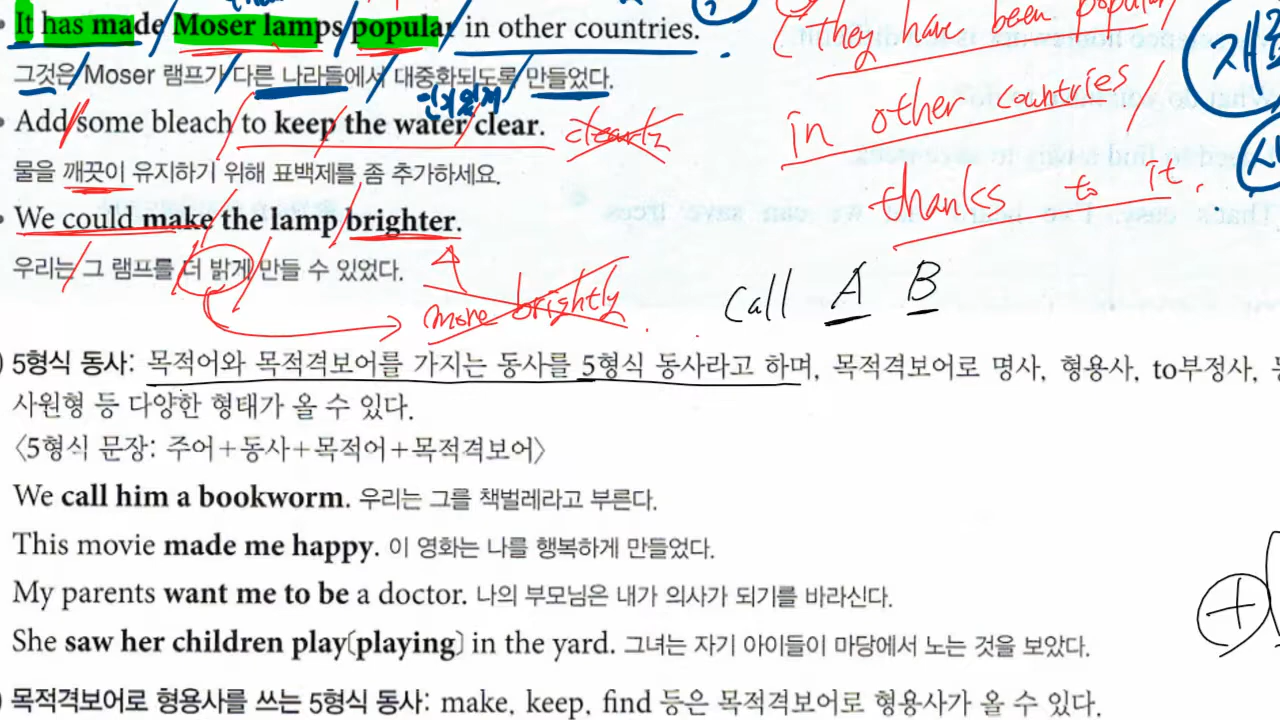 It has made Moser lamps popular in other countries.
they have been popular
그것은 Moser 램프가 다른 나라들에서 대중화되도록 만들었다.
인기있게
in other countries
Add some bleach to keep the water clear.
clearly
물을 깨끗이 유지하기 위해 표백제를 좀 추가하세요.
thanks to it.
We could make the lamp brighter.
우리는 그 램프를 더 밝게 만들 수 있었다.
more brightly
call A B
5형식 동사: 목적어와 목적격보어를 가지는 동사를 5형식 동사라고 하며, 목적격보어로 명사, 형용사, to부정사,
사원형 등 다양한 형태가 올 수 있다.
〈5형식 문장: 주어+동사+목적어+목적격보어〉
We call him a bookworm. 우리는 그를 책벌레라고 부른다.
This movie made me happy. 이 영화는 나를 행복하게 만들었다.
My parents want me to be a doctor. 나의 부모님은 내가 의사가 되기를 바라신다.
She saw her children play[playing] in the yard. 그녀는 자기 아이들이 마당에서 노는 것을 보았다.
목적격보어로 형용사를 쓰는 5형식 동사: make, keep, find 등은 목적격보어로 형용사가 올 수 있다.